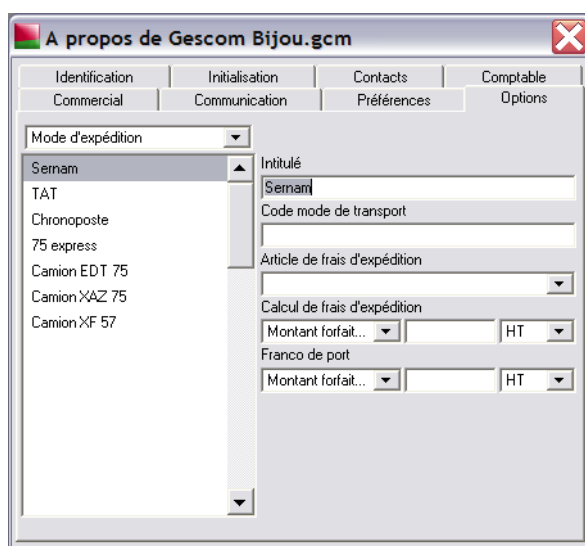 A propos de Gescom Bijou.gcm
Identification Initialisation Contacts Comptable
Commercial Communication Préférences Options
Mode d'expédition
Sernam
TAT
Chronoposte
75 express
Camion EDT 75
Camion XAZ 75
Camion XF 57
Intitulé
Sernam
Code mode de transport
Article de frais d'expédition
Calcul de frais d'expédition
Montant forfait... HT
Franco de port
Montant forfait... HT